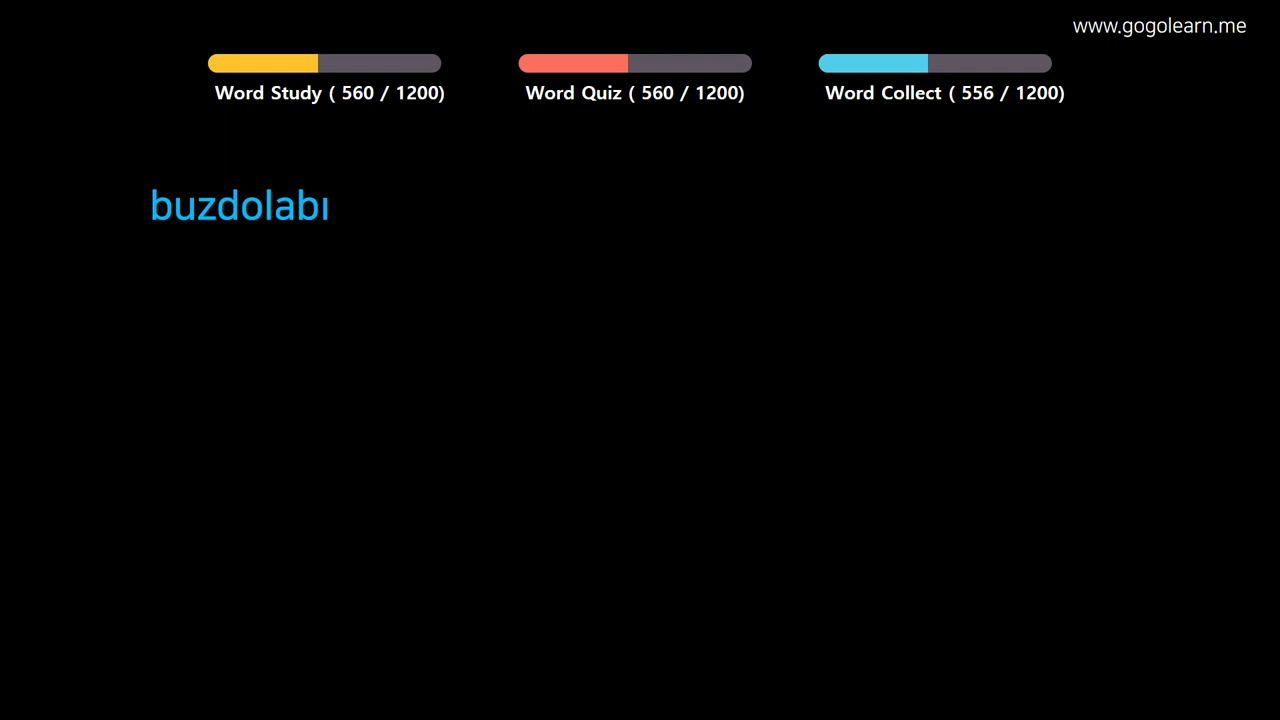 www.gogolearn.me
Word Study ( 560 / 1200)
Word Quiz ( 560 / 1200)
Word Collect ( 556 / 1200)
buzdolabı